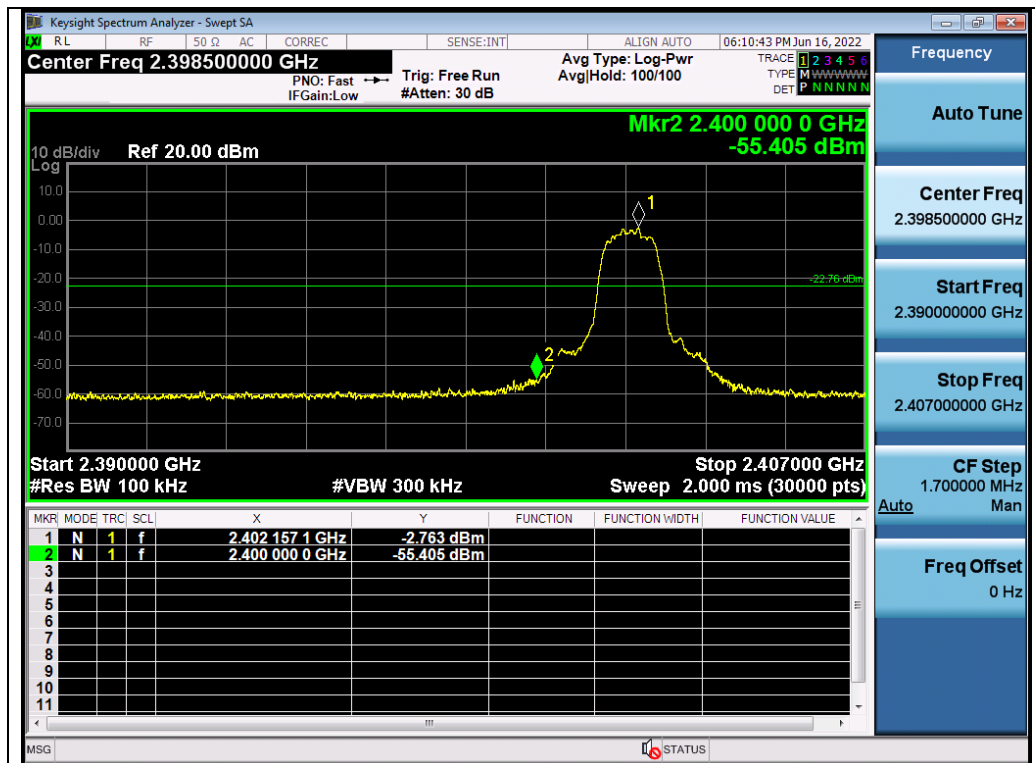 Keysight Spectrum Analyzer - Swept SA
LXI RL RF 50 Ω AC CORREC SENSE:INT ALIGN AUTO 06:10:43 PM Jun 16, 2022
Center Freq 2.398500000 GHz
PNO: Fast
IFGain:Low
Trig: Free Run
#Atten: 30 dB
Avg Type: Log-Pwr
Avg|Hold: 100/100
TRACE 1 2 3 4 5 6
TYPE M W W W W W
DET P N N N N N
Mkr2 2.400 000 0 GHz
-55.405 dBm
10 dB/div Ref 20.00 dBm
Log
10.0
0.00
-10.0
-20.0
-30.0
-40.0
-50.0
-60.0
-70.0
1
-22.76 dBm
2
Start 2.390000 GHz Stop 2.407000 GHz
#Res BW 100 kHz #VBW 300 kHz Sweep 2.000 ms (30000 pts)
MKR MODE TRC SCL X Y FUNCTION FUNCTION WIDTH FUNCTION VALUE
1 N 1 f 2.402 157 1 GHz -2.763 dBm
2 N 1 f 2.400 000 0 GHz -55.405 dBm
3
4
5
6
7
8
9
10
11
MSG STATUS
Frequency
Auto Tune
Center Freq
2.398500000 GHz
Start Freq
2.390000000 GHz
Stop Freq
2.407000000 GHz
CF Step
1.700000 MHz
Auto Man
Freq Offset
0 Hz